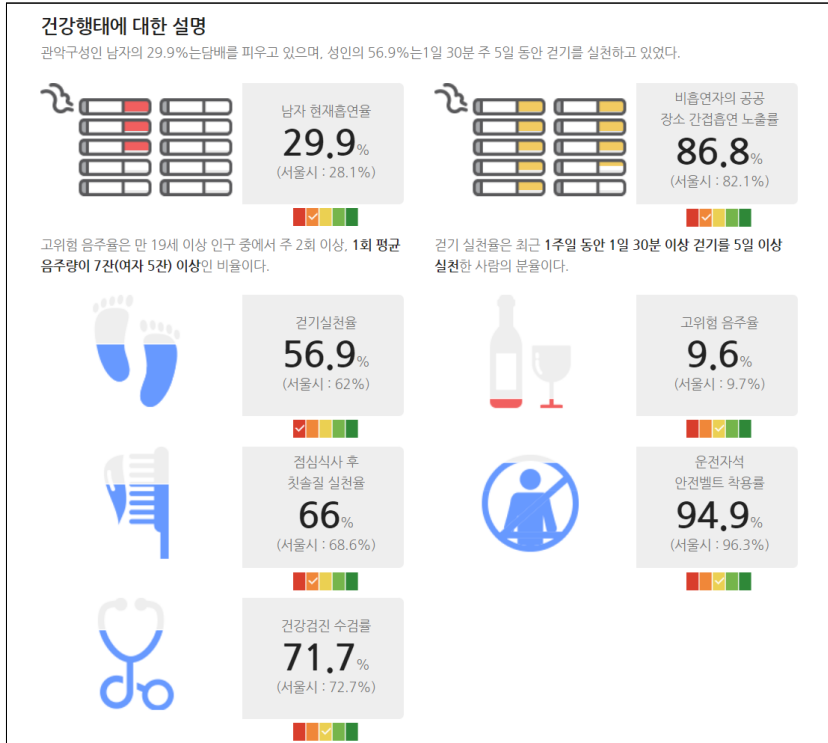 건강행태에 대한 설명
관악구성인 남자의 29.9%는담배를 피우고 있으며, 성인의 56.9%는1일 30분 주 5일 동안 걷기를 실천하고 있었다.
남자 현재흡연율
29.9%
(서울시 : 28.1%)
비흡연자의 공공
장소 간접흡연 노출률
86.8%
(서울시 : 82.1%)
고위험 음주율은 만 19세 이상 인구 중에서 주 2회 이상, 1회 평균
음주량이 7잔(여자 5잔) 이상인 비율이다.
걷기 실천율은 최근 1주일 동안 1일 30분 이상 걷기를 5일 이상
실천한 사람의 분율이다.
걷기실천율
56.9%
(서울시 : 62%)
고위험 음주율
9.6%
(서울시 : 9.7%)
점심식사 후
칫솔질 실천율
66%
(서울시 : 68.6%)
운전자석
안전벨트 착용률
94.9%
(서울시 : 96.3%)
건강검진 수검률
71.7%
(서울시 : 72.7%)